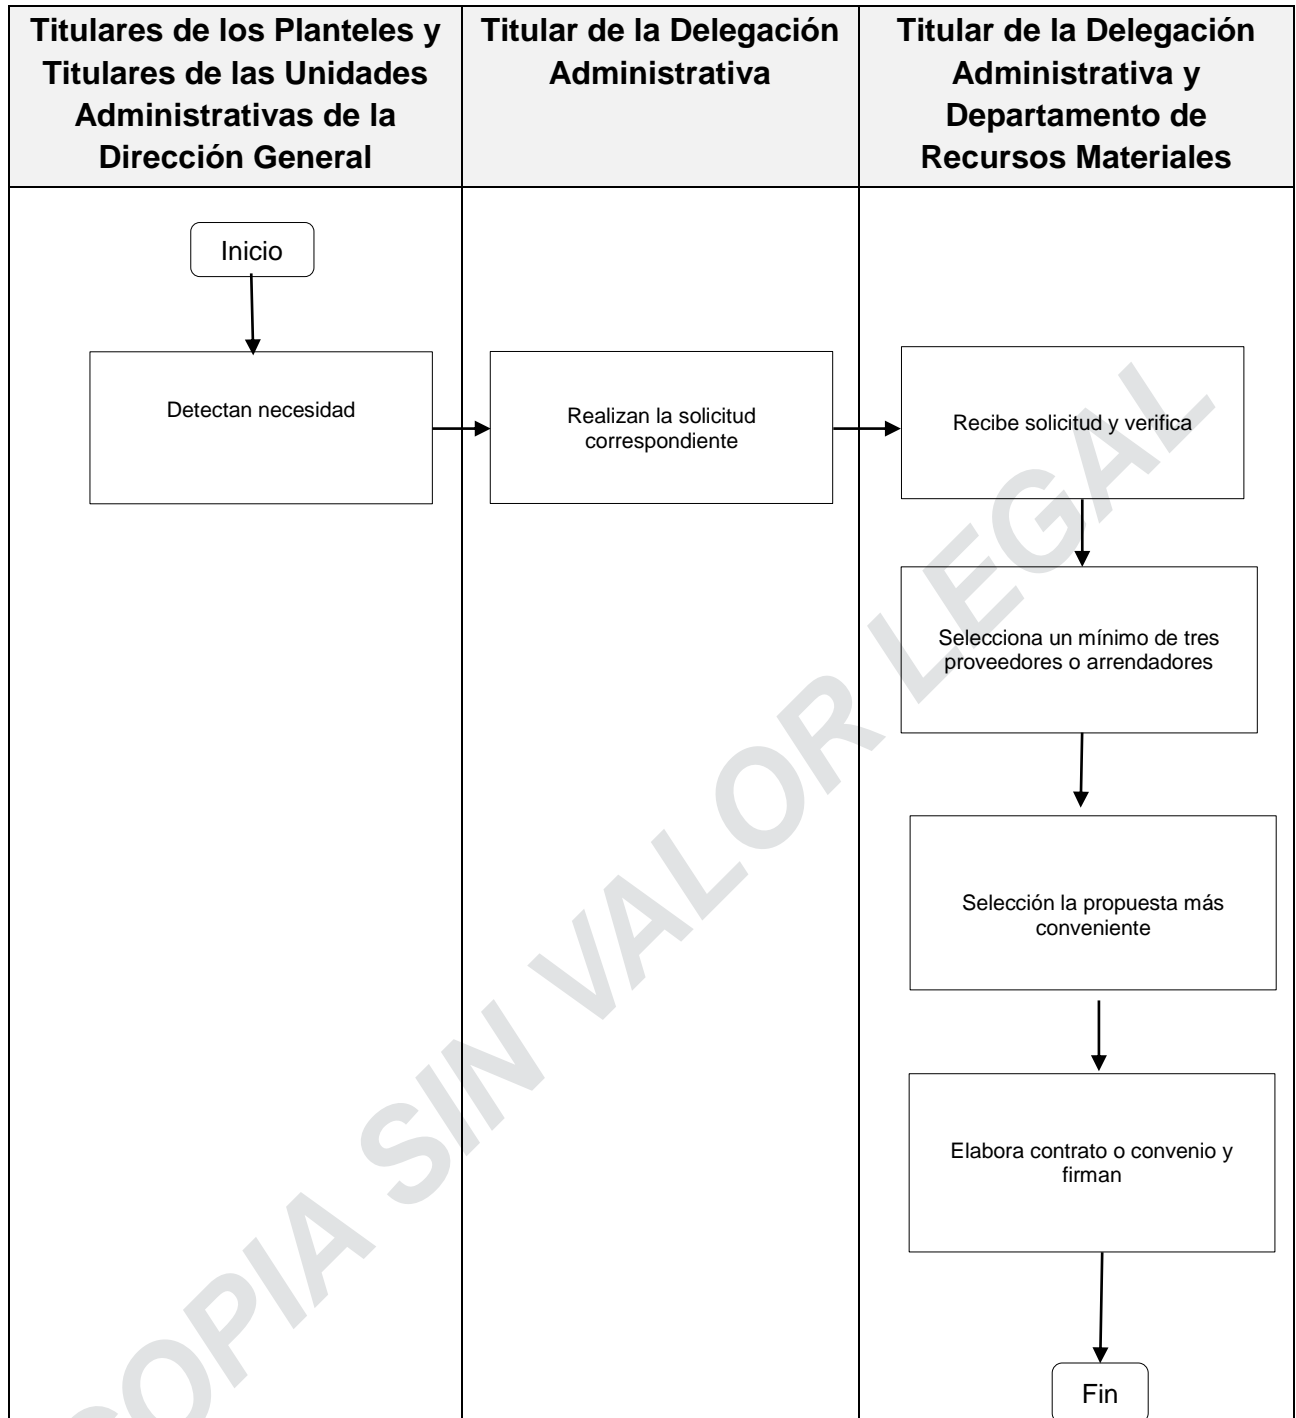 Titulares de los Planteles y
Titulares de las Unidades
Administrativas de la
Dirección General
Titular de la Delegación
Administrativa
Titular de la Delegación
Administrativa y
Departamento de
Recursos Materiales
Inicio
Detectan necesidad
Realizan la solicitud
correspondiente
Recibe solicitud y verifica
Selecciona un mínimo de tres
proveedores o arrendadores
Selección la propuesta más
conveniente
Elabora contrato o convenio y
firman
Fin
COPIA SIN VALOR LEGAL